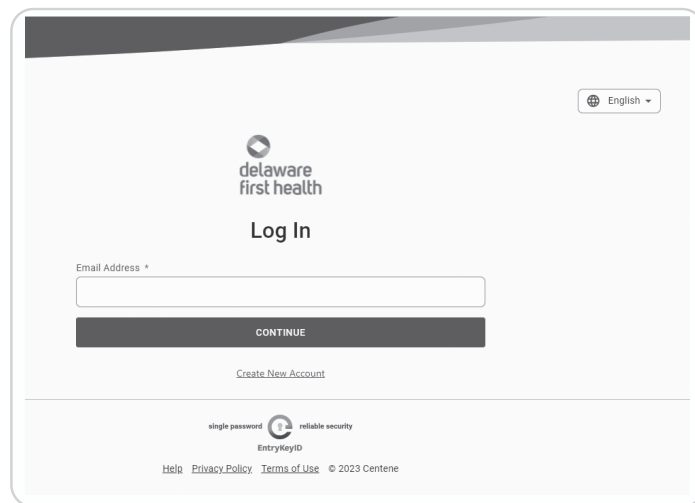 English
delaware
first health
Log In
Email Address *
CONTINUE
Create New Account
single password reliable security
EntryKeyID
Help Privacy Policy Terms of Use © 2023 Centene